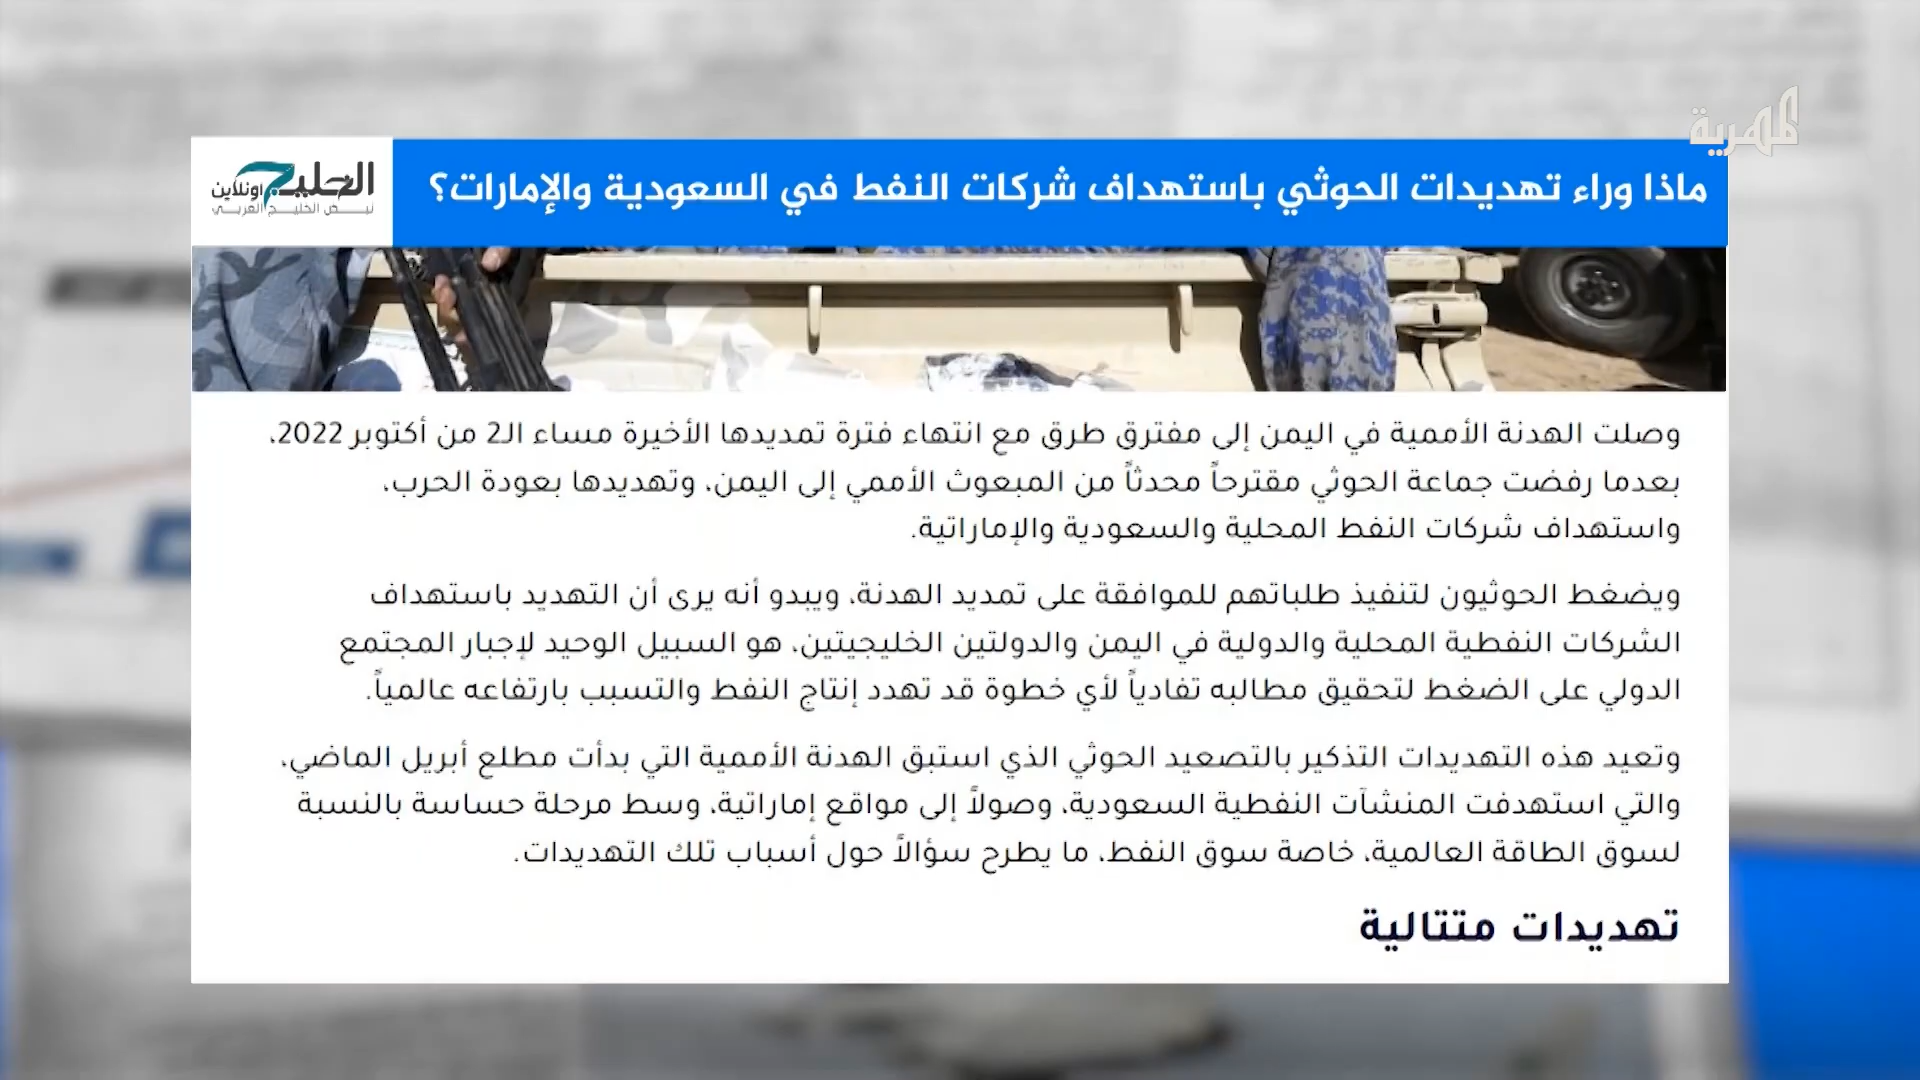 المهرية
الخليج
اونلاين
نبض الخليج العربي
ماذا وراء تهديدات الحوثي باستهداف شركات النفط في السعودية والإمارات؟
وصلت الهدنة الأممية في اليمن إلى مفترق طرق مع انتهاء فترة تمديدها الأخيرة مساء الـ2 من أكتوبر 2022،
بعدما رفضت جماعة الحوثي مقترحاً محدثاً من المبعوث الأممي إلى اليمن، وتهديدها بعودة الحرب،
واستهداف شركات النفط المحلية والسعودية والإماراتية.
ويضغط الحوثيون لتنفيذ طلباتهم للموافقة على تمديد الهدنة، ويبدو أنه يرى أن التهديد باستهداف
الشركات النفطية المحلية والدولية في اليمن والدولتين الخليجيتين، هو السبيل الوحيد لإجبار المجتمع
الدولي على الضغط لتحقيق مطالبه تفادياً لأي خطوة قد تهدد إنتاج النفط والتسبب بارتفاعه عالمياً.
وتعيد هذه التهديدات التذكير بالتصعيد الحوثي الذي استبق الهدنة الأممية التي بدأت مطلع أبريل الماضي،
والتي استهدفت المنشآت النفطية السعودية، وصولاً إلى مواقع إماراتية، وسط مرحلة حساسة بالنسبة
لسوق الطاقة العالمية، خاصة سوق النفط، ما يطرح سؤالاً حول أسباب تلك التهديدات.
تهديدات متتالية